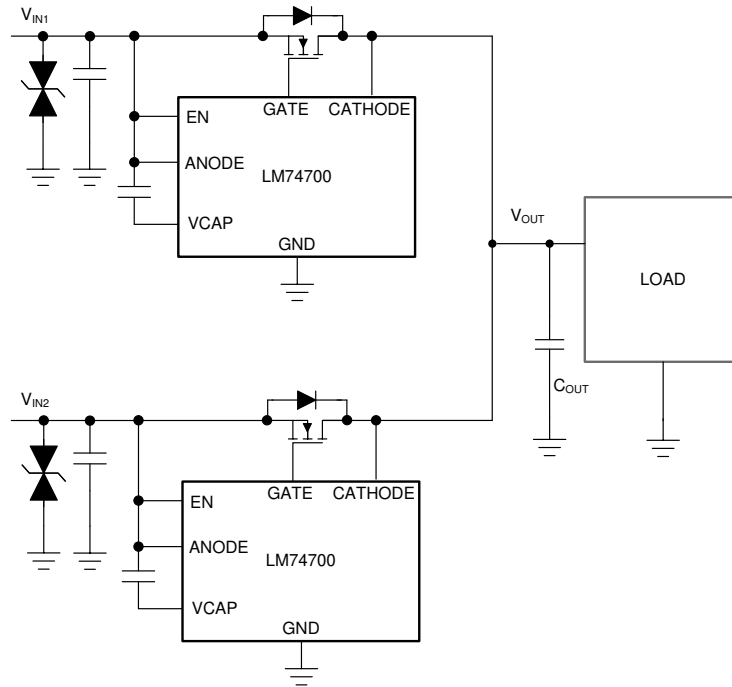 VIN1
GATE CATHODE
EN
ANODE
LM74700
VCAP
GND
VOUT
LOAD
COUT
VIN2
GATE CATHODE
EN
ANODE
LM74700
VCAP
GND